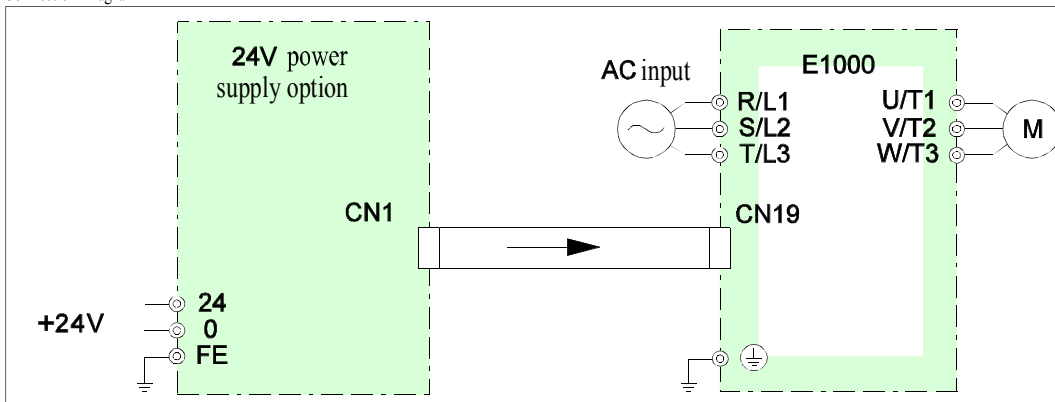 24V power
supply option
CN1
+24V
24
0
FE
AC input
E1000
R/L1
S/L2
T/L3
U/T1
V/T2
W/T3
M
CN19